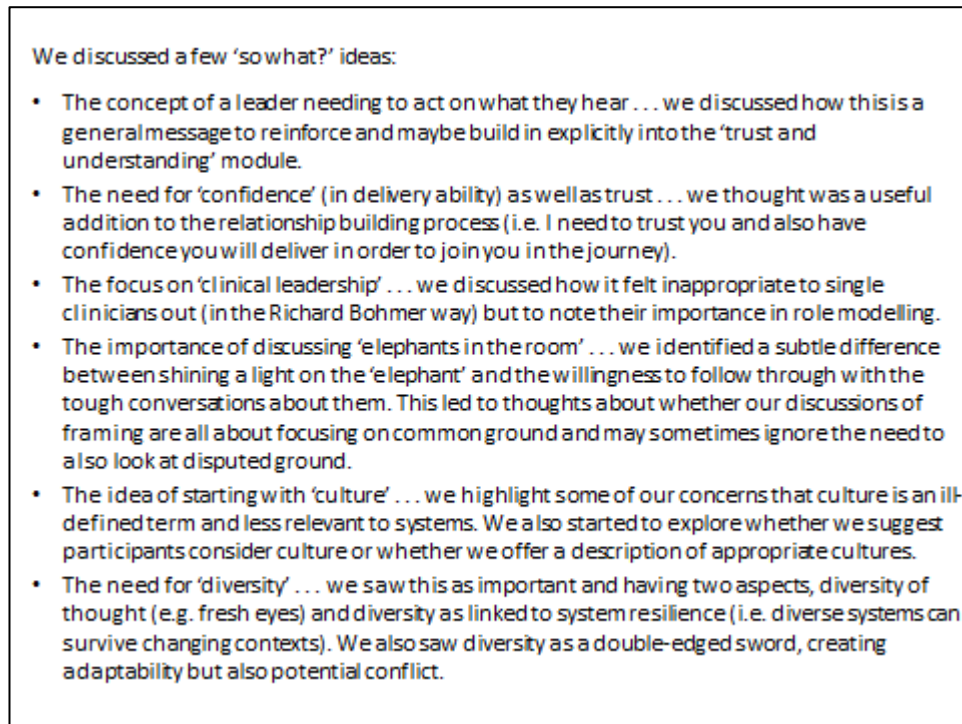 We discussed a few ‘so what?’ ideas:
• The concept of a leader needing to act on what they hear . . . we discussed how this is a
general message to reinforce and maybe build in explicitly into the ‘trust and
understanding’ module.
• The need for ‘confidence’ (in delivery ability) as well as trust . . . we thought was a useful
addition to the relationship building process (i.e. I need to trust you and also have
confidence you will deliver in order to join you in the journey).
• The focus on ‘clinical leadership’ . . . we discussed how it felt inappropriate to single
clinicians out (in the Richard Bohmer way) but to note their importance in role modelling.
• The importance of discussing ‘elephants in the room’ . . . we identified a subtle difference
between shining a light on the ‘elephant’ and the willingness to follow through with the
tough conversations about them. This led to thoughts about whether our discussions of
framing are all about focusing on common ground and may sometimes ignore the need to
also look at disputed ground.
• The idea of starting with ‘culture’ . . . we highlight some of our concerns that culture is an ill-
defined term and less relevant to systems. We also started to explore whether we suggest
participants consider culture or whether we offer a description of appropriate cultures.
• The need for ‘diversity’ . . . we saw this as important and having two aspects, diversity of
thought (e.g. fresh eyes) and diversity as linked to system resilience (i.e. diverse systems can
survive changing contexts). We also saw diversity as a double-edged sword, creating
adaptability but also potential conflict.